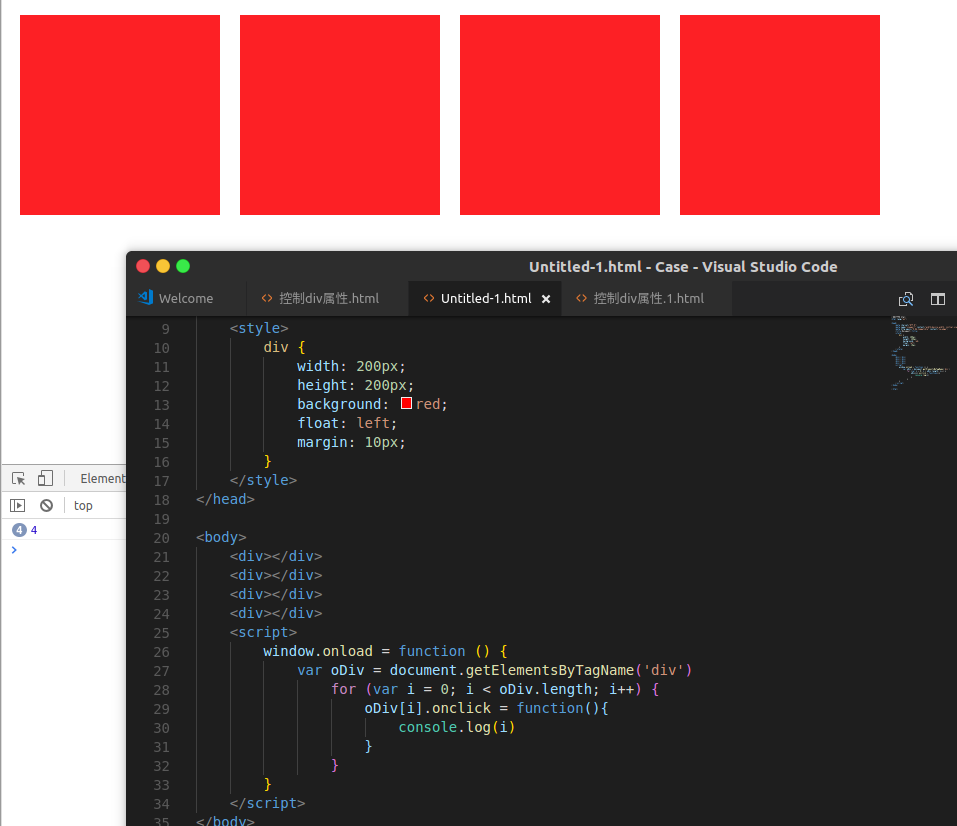 Untitled-1.html - Case - Visual Studio Code
Welcome 控制div属性.html Untitled-1.html × 控制div属性.1.html
9 <style>
10 div {
11 width: 200px;
12 height: 200px;
13 background: red;
14 float: left;
15 margin: 10px;
16 }
17 </style>
18 </head>
19
20 <body>
21 <div></div>
22 <div></div>
23 <div></div>
24 <div></div>
25 <script>
26 window.onload = function () {
27 var oDiv = document.getElementsByTagName('div')
28 for (var i = 0; i < oDiv.length; i++) {
29 oDiv[i].onclick = function(){
30 console.log(i)
31 }
32 }
33 }
34 </script>
35 </body>
Element
top
4 4